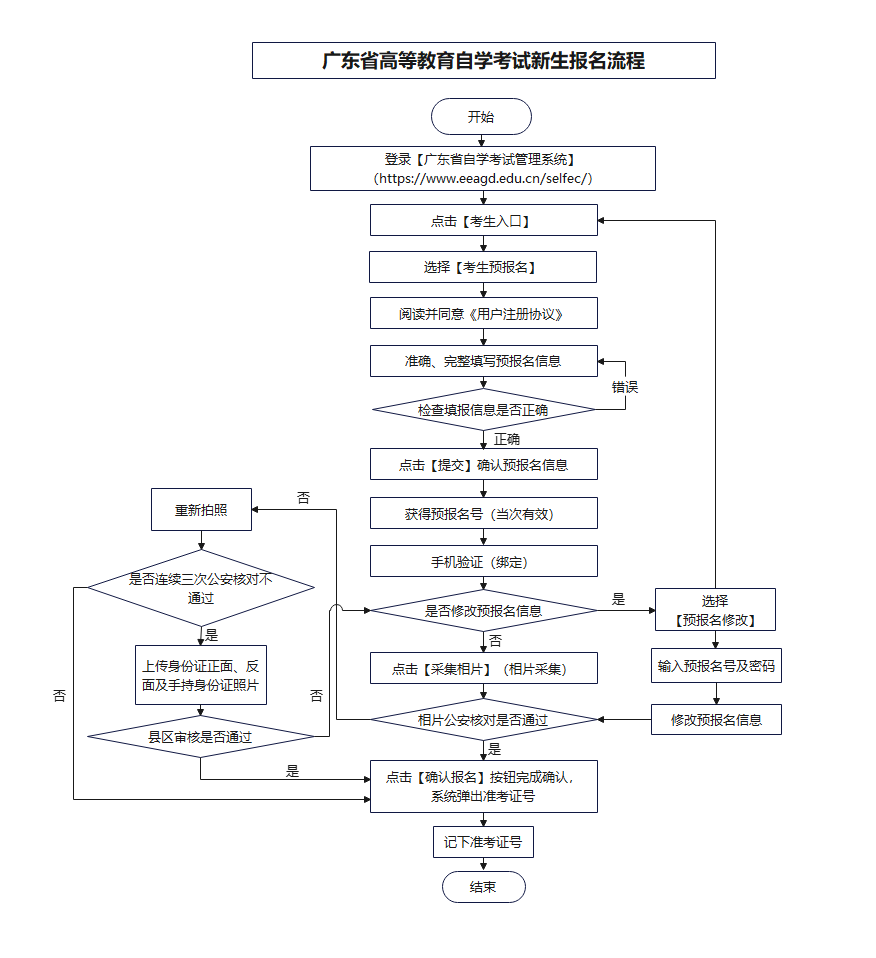 广东省高等教育自学考试新生报名流程
开始
登录【广东省自学考试管理系统】
（https://www.eeagd.edu.cn/selfec/）
点击【考生入口】
选择【考生预报名】
阅读并同意《用户注册协议》
准确、完整填写预报名信息
错误
检查填报信息是否正确
正确
点击【提交】确认预报名信息
否
重新拍照
获得预报名号（当次有效）
手机验证（绑定）
是否连续三次公安核对不
通过
是
是否修改预报名信息
是
选择
【预报名修改】
否
上传身份证正面、反
面及手持身份证照片
点击【采集相片】（相片采集）
输入预报名号及密码
否
否
县区审核是否通过
相片公安核对是否通过
修改预报名信息
是
是
点击【确认报名】按钮完成确认，
系统弹出准考证号
记下准考证号
结束